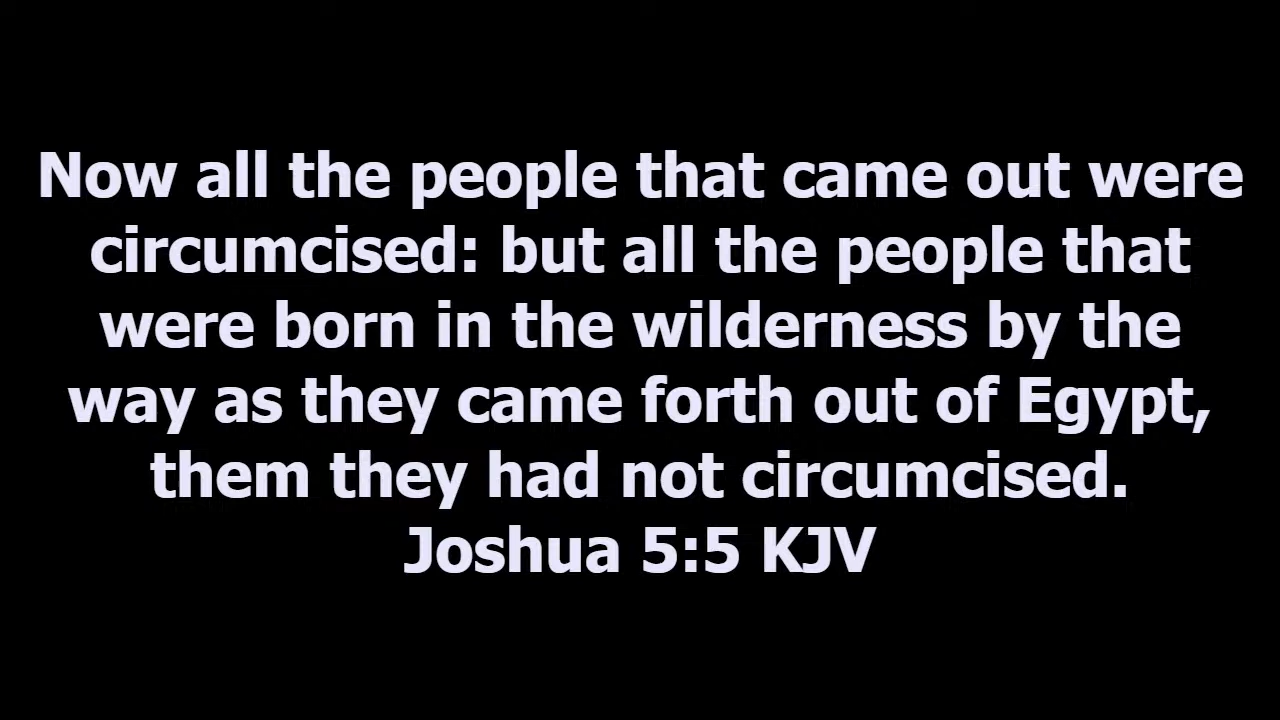 Now all the people that came out were
circumcised: but all the people that
were born in the wilderness by the
way as they came forth out of Egypt,
them they had not circumcised.
Joshua 5:5 KJV